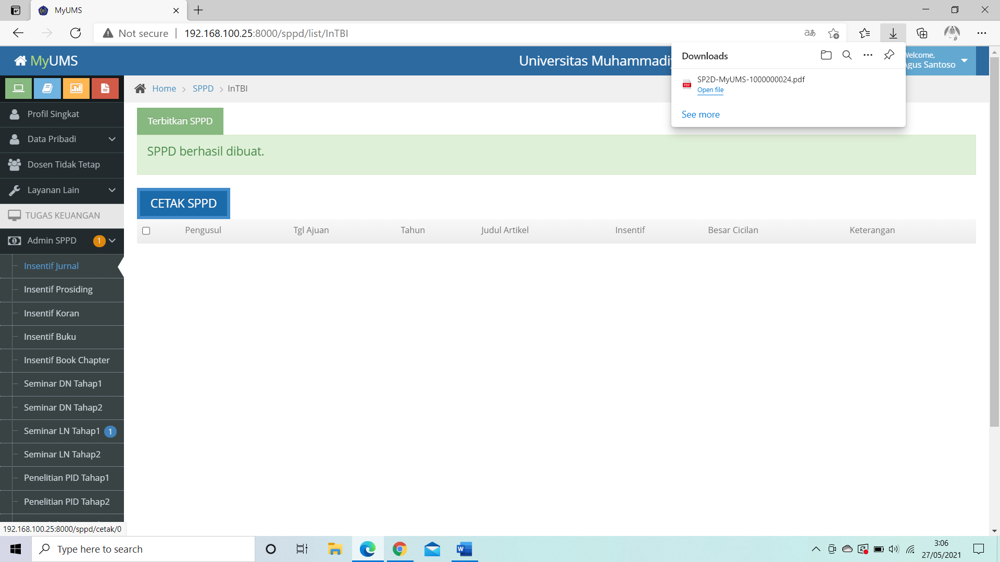 MyUMS
Not secure
192.168.100.25:8000/sppd/list/InTBI
MyUMS
Universitas Muhammadiy
Welcome,
Agus Santoso
Downloads
SP2D-MyUMS-1000000024.pdf
Open file
See more
Home
SPPD
InTBI
Profil Singkat
Data Pribadi
Dosen Tidak Tetap
Layanan Lain
TUGAS KEUANGAN
Admin SPPD 1
Insentif Jurnal
Insentif Prosiding
Insentif Koran
Insentif Buku
Insentif Book Chapter
Seminar DN Tahap1
Seminar DN Tahap2
Seminar LN Tahap1 1
Seminar LN Tahap2
Penelitian PID Tahap1
Penelitian PID Tahap2
Terbitkan SPPD
SPPD berhasil dibuat.
CETAK SPPD
Pengusul Tgl Ajuan Tahun Judul Artikel Insentif Besar Cicilan Keterangan
192.168.100.25:8000/sppd/cetak/0
Type here to search
3:06
27/05/2021